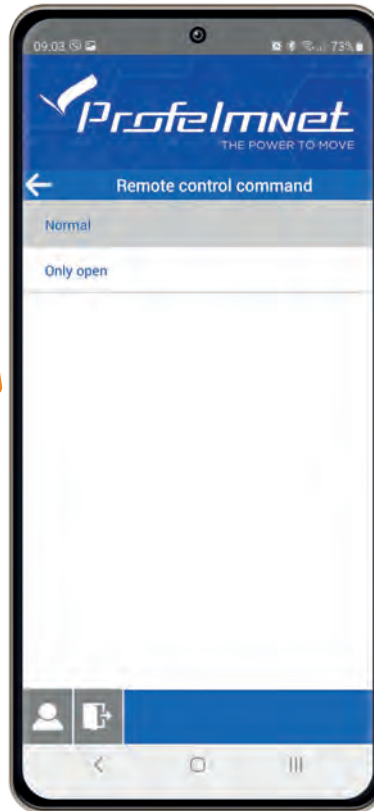 09:03
73%
Profelmnet
THE POWER TO MOVE
Remote control command
Normal
Only open